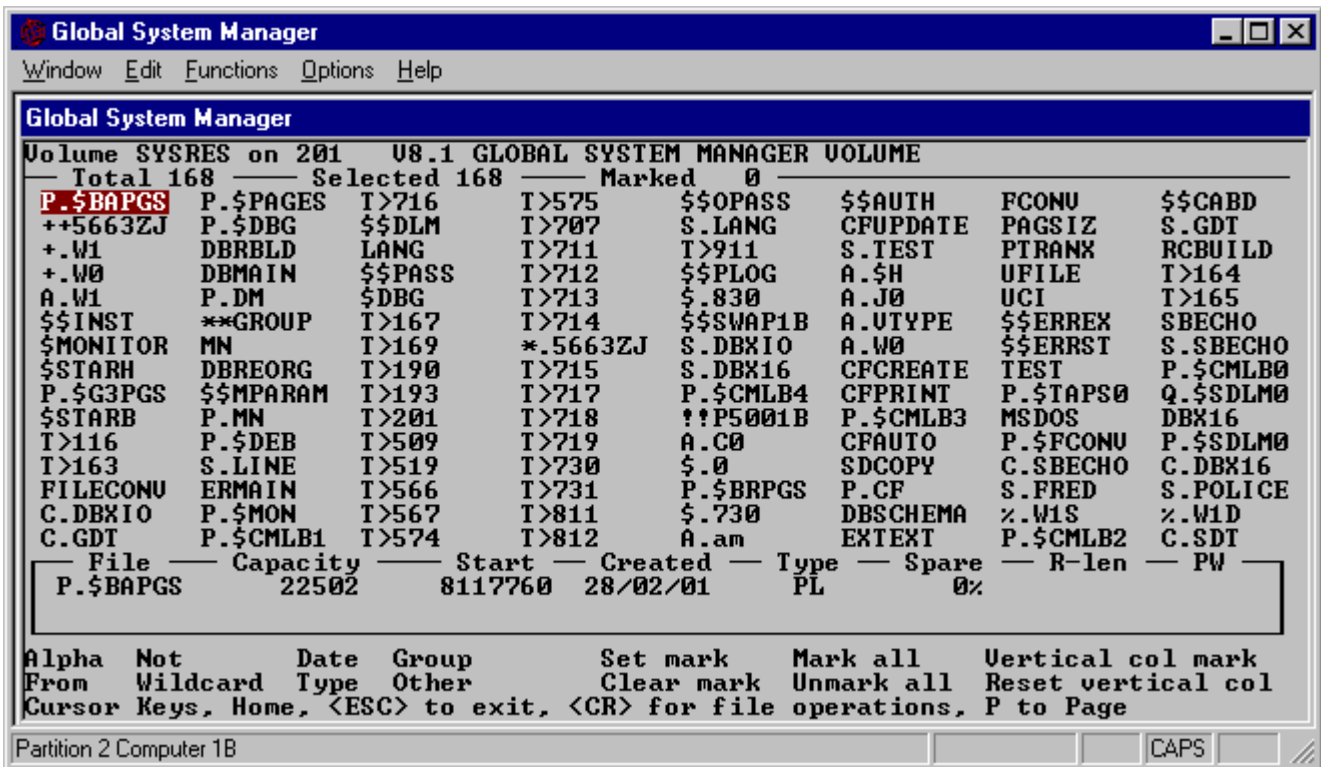 Global System Manager
Window Edit Functions Options Help
Global System Manager
Volume SYSRES on 201 V8.1 GLOBAL SYSTEM MANAGER VOLUME
Total 168 Selected 168 Marked 0
P.$BAPGS P.$PAGES T>716 T>575 $$OPASS $$AUTH FCONV $$CABD
++5663ZJ P.$DBG $$DLM T>707 S.LANG CFUPDATE PAGSIZ S.GDT
+.W1 DBRBLD LANG T>711 T>911 S.TEST PTRANX RCBUILD
+.W0 DBMAIN $$PASS T>712 $$PLOG A.$H UFILE T>164
A.W1 P.DM $DBG T>713 $.830 A.J0 UCI T>165
$$INST **GROUP T>167 T>714 $$SWAP1B A.VTYPE $$ERREX SBECHO
$MONITOR MN T>169 *.5663ZJ S.DBXIO A.W0 $$ERRST S.SBECHO
$STARH DBREORG T>190 T>715 S.DBX16 CFCREATE TEST P.$CMLB0
P.$G3PGS $$MPARAM T>193 T>717 P.$CMLB4 CFPRINT P.$TAPS0 Q.$SDLM0
$STARB P.MN T>201 T>718 !!P5001B P.$CMLB3 MSDOS DBX16
T>116 P.$DEB T>509 T>719 A.C0 CFAUTO P.$FCONV P.$SDLM0
T>163 S.LINE T>519 T>730 $.0 SDCOPY C.SBECHO C.DBX16
FILECONV ERMAIN T>566 T>731 P.$BRPGS P.CF S.FRED S.POLICE
C.DBXIO P.$MON T>567 T>811 $.730 DBSCHEMA %.W1S %.W1D
C.GDT P.$CMLB1 T>574 T>812 A.am EXTEXT P.$CMLB2 C.SDT
File Capacity Start Created Type Spare R-len PW
P.$BAPGS 22502 8117760 28/02/01 PL 0%
Alpha Not Date Group Set mark Mark all Vertical col mark
From Wildcard Type Other Clear mark Unmark all Reset vertical col
Cursor Keys, Home, <ESC> to exit, <CR> for file operations, P to Page
Partition 2 Computer 1B CAPS